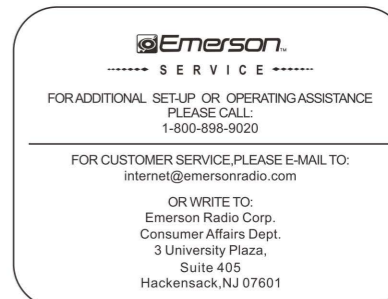 Emerson™
SERVICE
FOR ADDITIONAL SET-UP OR OPERATING ASSISTANCE
PLEASE CALL:
1-800-898-9020
FOR CUSTOMER SERVICE,PLEASE E-MAIL TO:
internet@emersonradio.com
OR WRITE TO:
Emerson Radio Corp.
Consumer Affairs Dept.
3 University Plaza,
Suite 405
Hackensack,NJ 07601